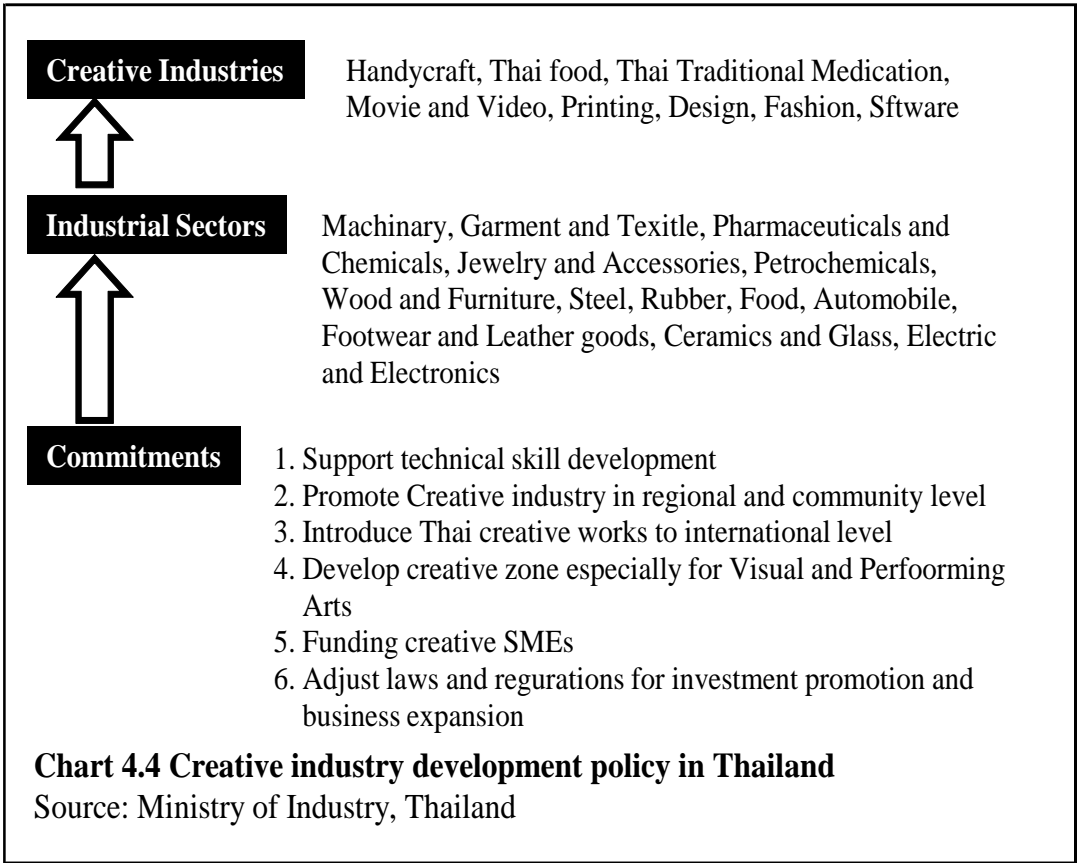 Creative Industries
Handycraft, Thai food, Thai Traditional Medication,
Movie and Video, Printing, Design, Fashion, Sftware
Industrial Sectors
Machinary, Garment and Texitle, Pharmaceuticals and
Chemicals, Jewelry and Accessories, Petrochemicals,
Wood and Furniture, Steel, Rubber, Food, Automobile,
Footwear and Leather goods, Ceramics and Glass, Electric
and Electronics
Commitments
1. Support technical skill development
2. Promote Creative industry in regional and community level
3. Introduce Thai creative works to international level
4. Develop creative zone especially for Visual and Perfoorming
Arts
5. Funding creative SMEs
6. Adjust laws and regurations for investment promotion and
business expansion
Chart 4.4 Creative industry development policy in Thailand
Source: Ministry of Industry, Thailand